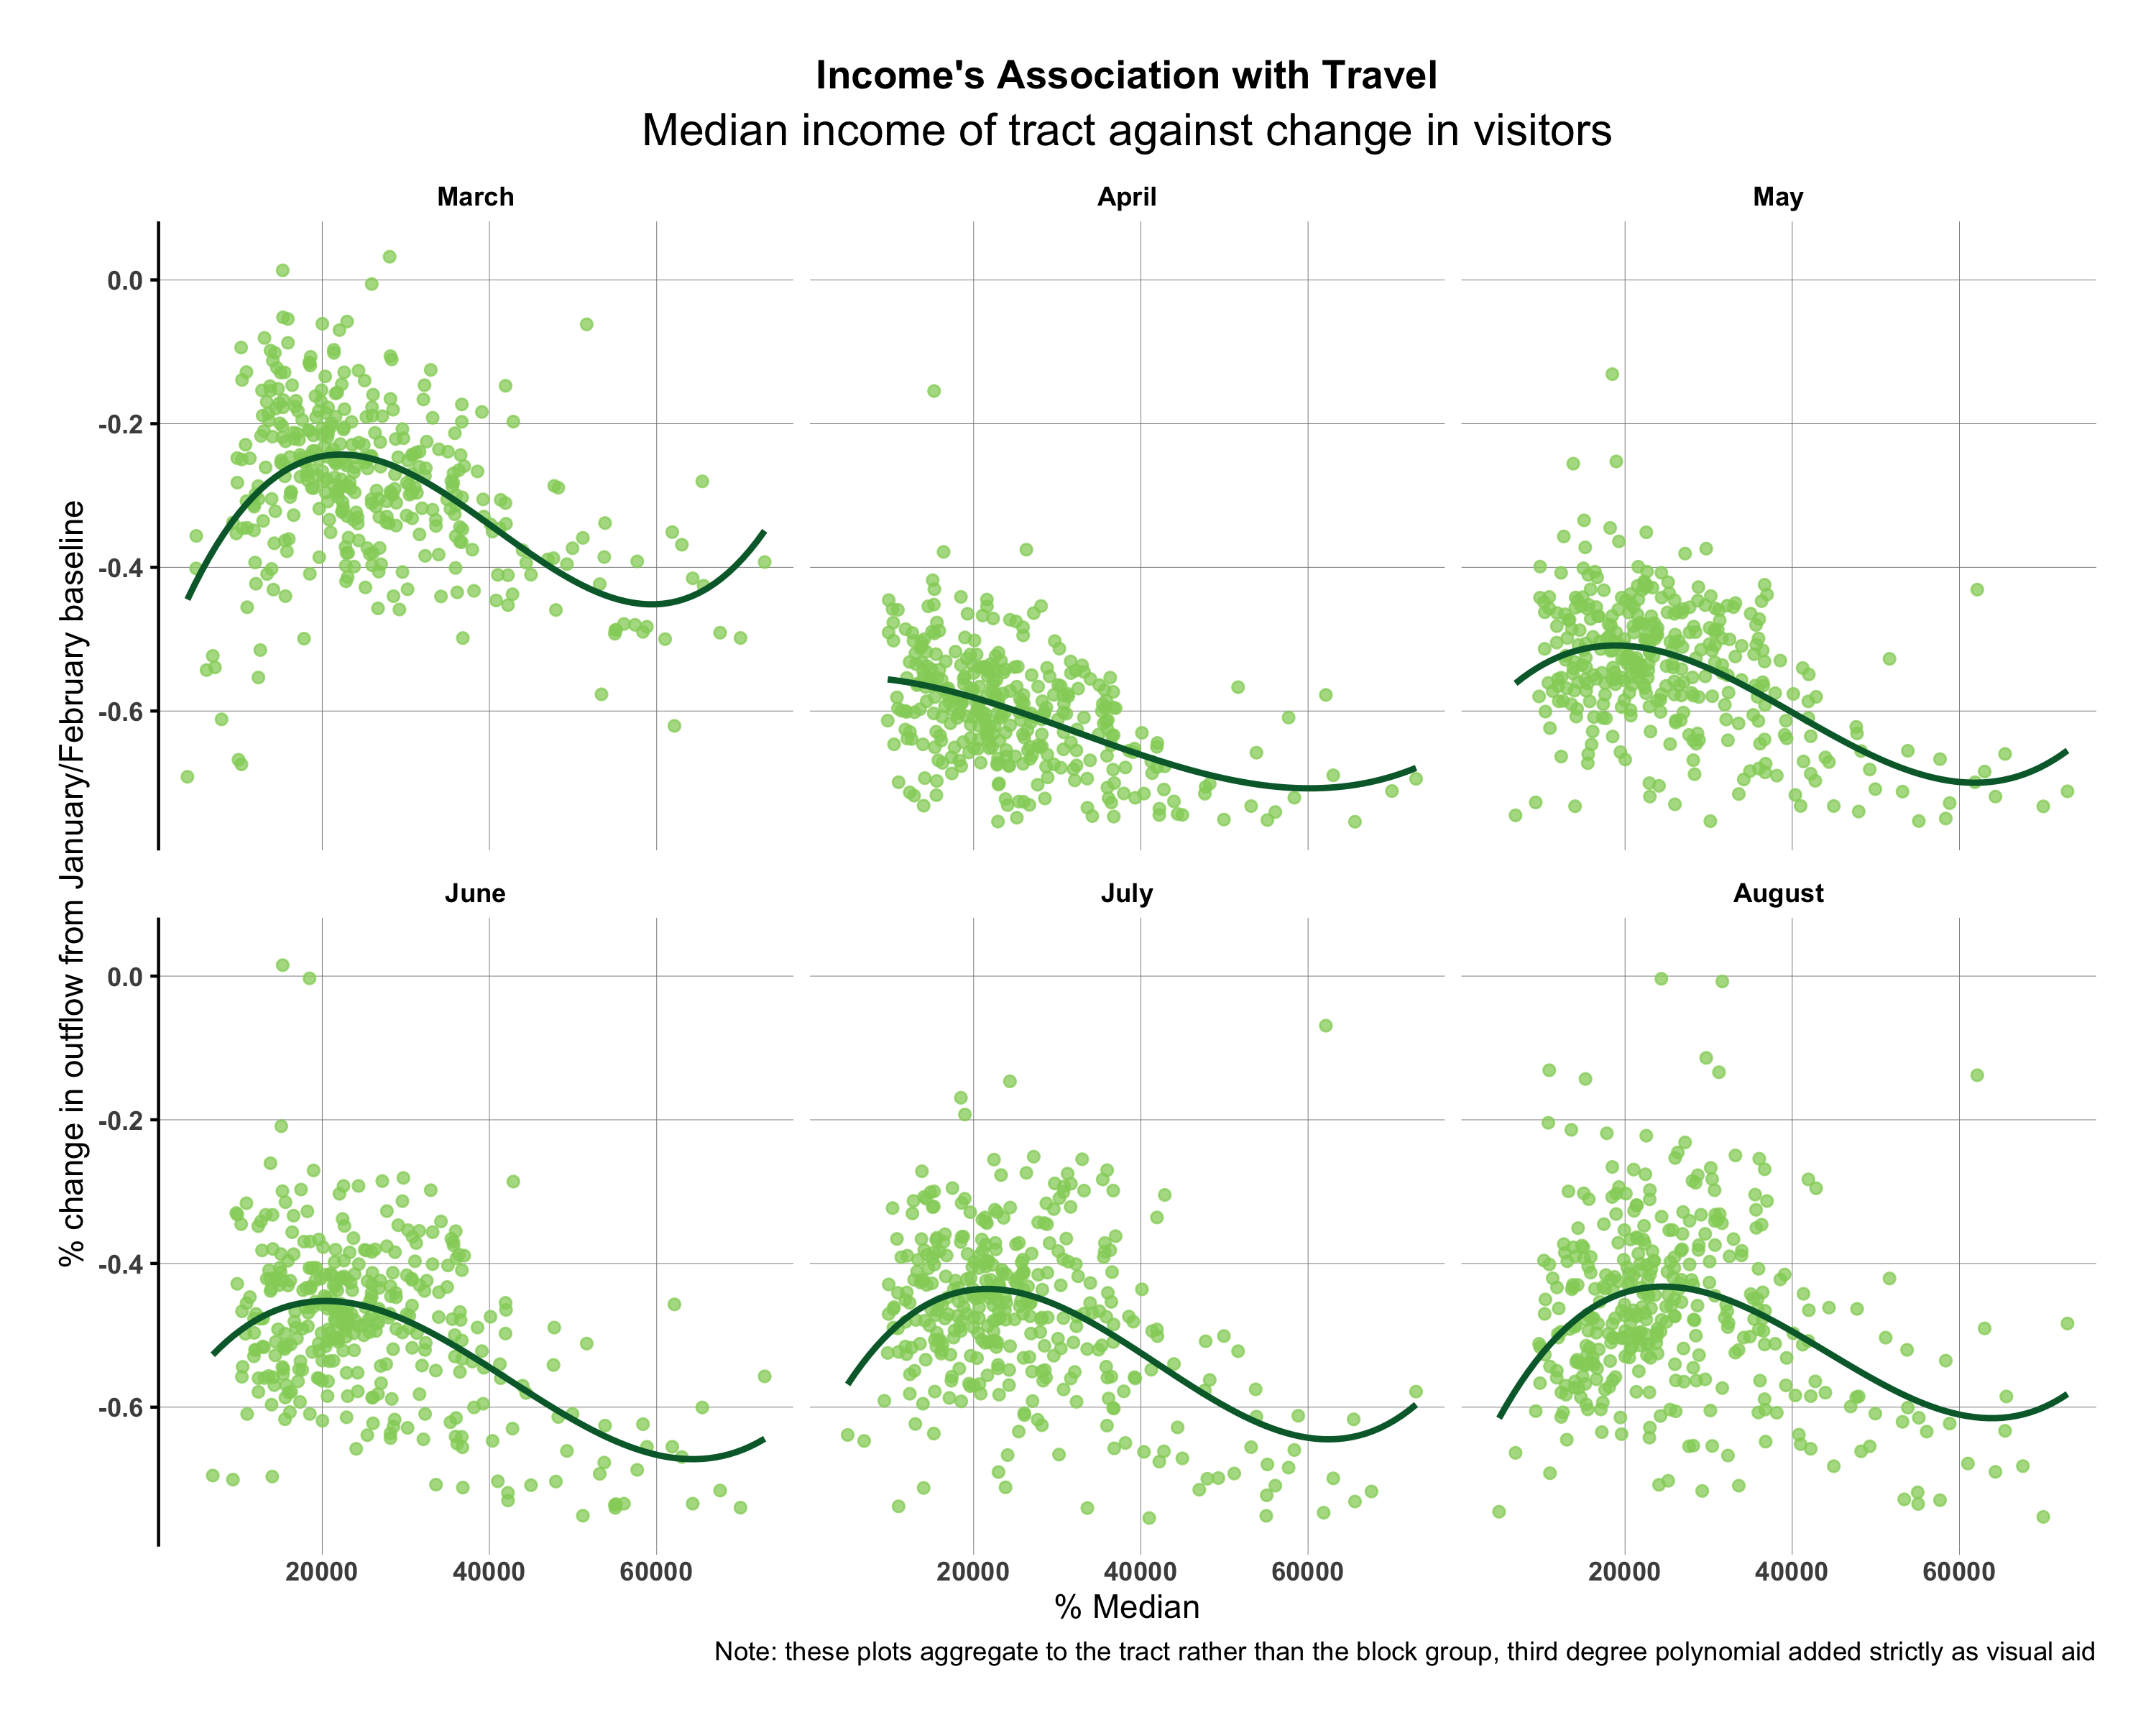 Income's Association with Travel
Median income of tract against change in visitors
March
April
May
0.0
-0.2
-0.4
-0.6
% change in outflow from January/February baseline
June
July
August
0.0
-0.2
-0.4
-0.6
20000 40000 60000
20000 40000 60000
20000 40000 60000
% Median
Note: these plots aggregate to the tract rather than the block group, third degree polynomial added strictly as visual aid